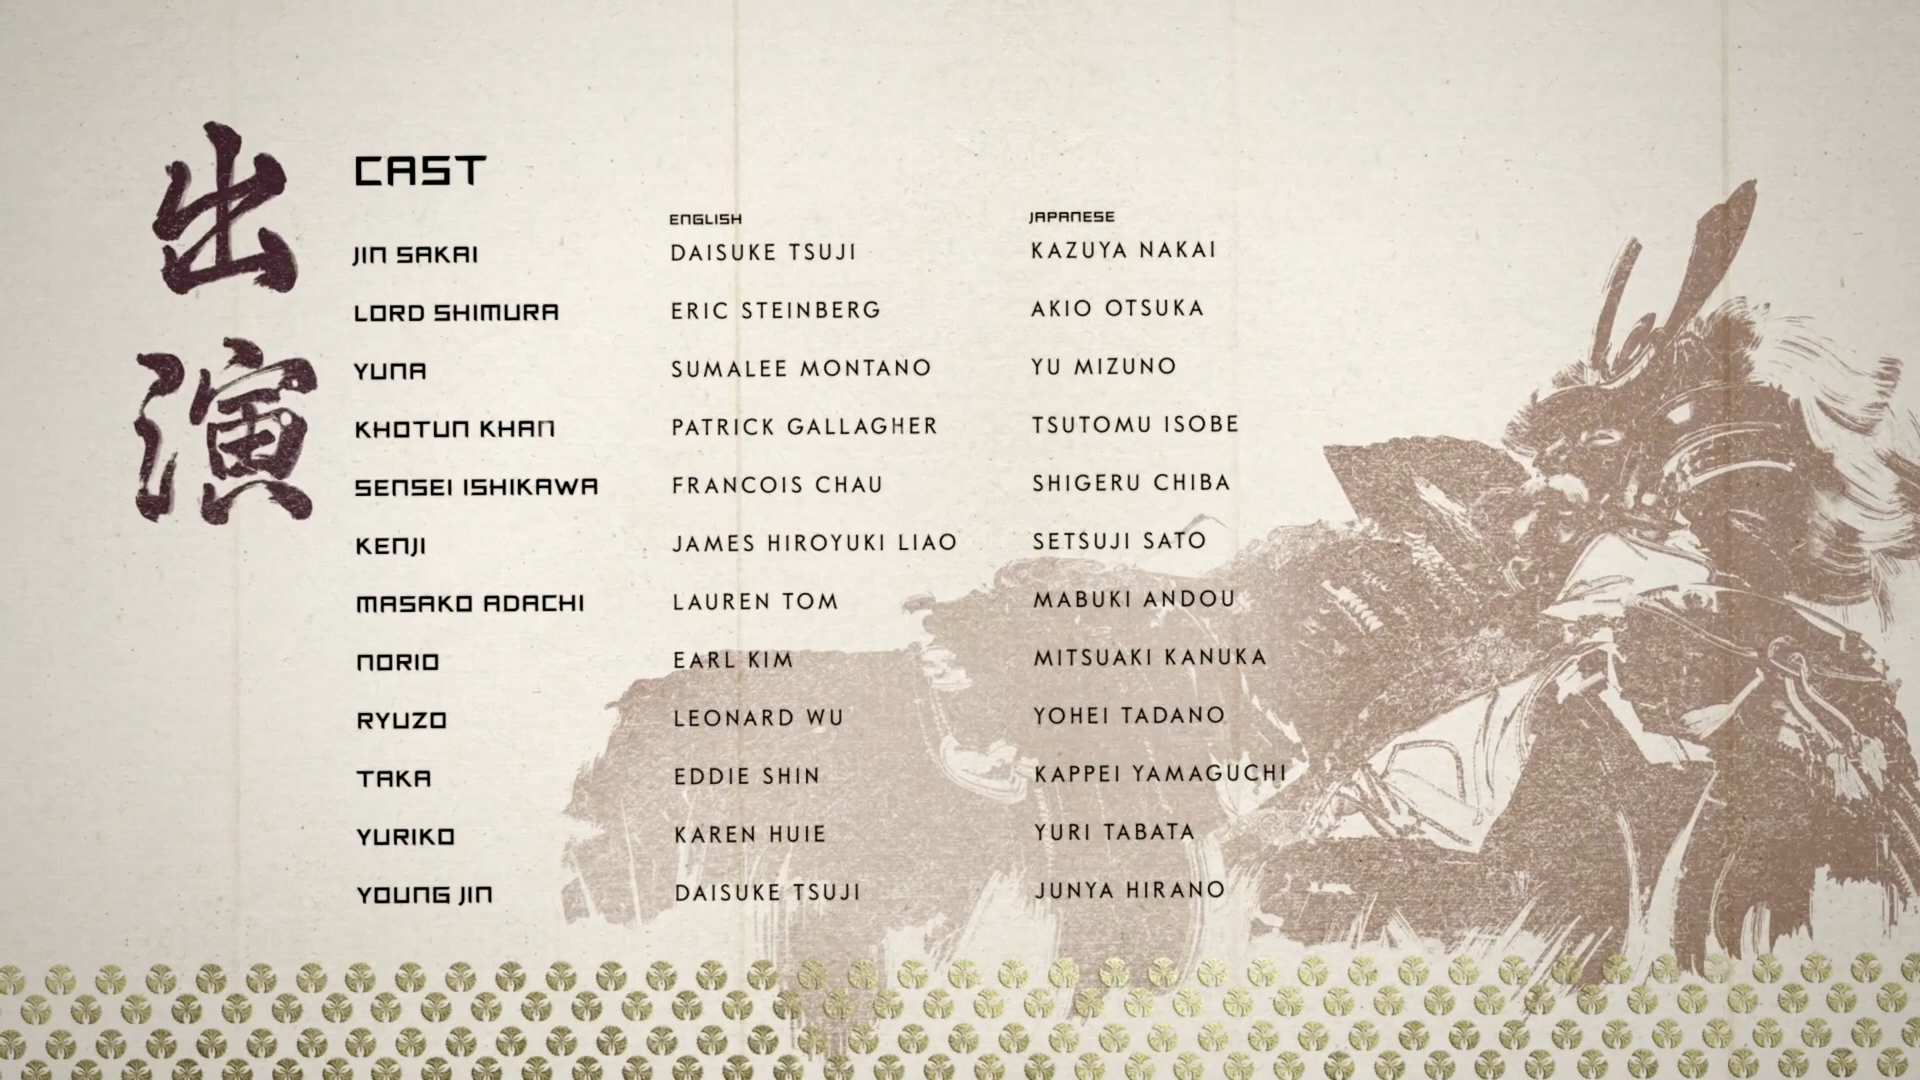 出演
CAST
ENGLISH JAPANESE
JIN SAKAI DAISUKE TSUJI KAZUYA NAKAI
LORD SHIMURA ERIC STEINBERG AKIO OTSUKA
YUNA SUMALEE MONTANO YU MIZUNO
KHOTUN KHAN PATRICK GALLAGHER TSUTOMU ISOBE
SENSEI ISHIKAWA FRANCOIS CHAU SHIGERU CHIBA
KENJI JAMES HIROYUKI LIAO SETSUJI SATO
MASAKO ADACHI LAUREN TOM MABUKI ANDOU
NORIO EARL KIM MITSUAKI KANUKA
RYUZO LEONARD WU YOHEI TADANO
TAKA EDDIE SHIN KAPPEI YAMAGUCHI
YURIKO KAREN HUIE YURI TABATA
YOUNG JIN DAISUKE TSUJI JUNYA HIRANO